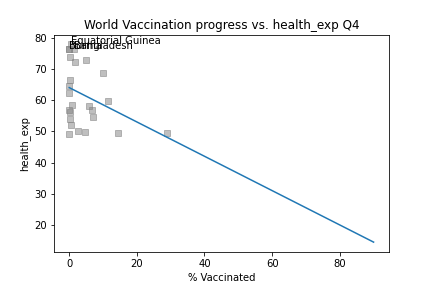 World Vaccination progress vs. health_exp Q4
80
70
60
50
40
30
20
health_exp
Equatorial Guinea
Bangladesh
0
20
40
60
80
% Vaccinated